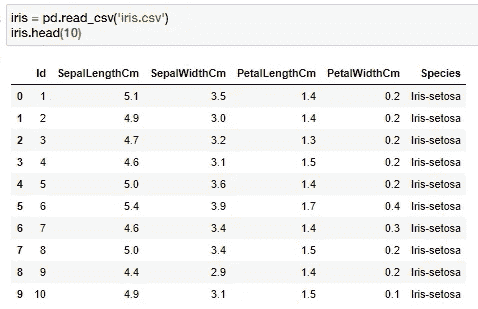 iris = pd.read_csv('iris.csv')
iris.head(10)
Id SepalLengthCm SepalWidthCm PetalLengthCm PetalWidthCm Species
0 1 5.1 3.5 1.4 0.2 Iris-setosa
1 2 4.9 3.0 1.4 0.2 Iris-setosa
2 3 4.7 3.2 1.3 0.2 Iris-setosa
3 4 4.6 3.1 1.5 0.2 Iris-setosa
4 5 5.0 3.6 1.4 0.2 Iris-setosa
5 6 5.4 3.9 1.7 0.4 Iris-setosa
6 7 4.6 3.4 1.4 0.3 Iris-setosa
7 8 5.0 3.4 1.5 0.2 Iris-setosa
8 9 4.4 2.9 1.4 0.2 Iris-setosa
9 10 4.9 3.1 1.5 0.1 Iris-setosa